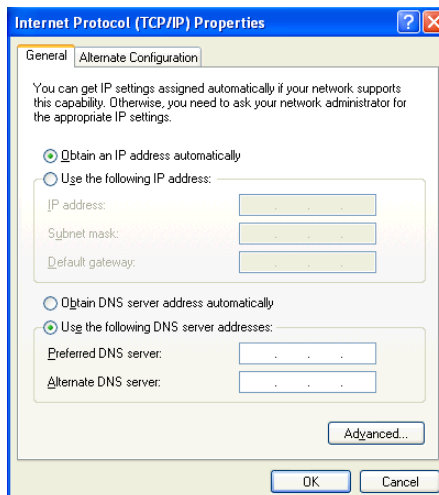 Internet Protocol (TCP/IP) Properties
General Alternate Configuration
You can get IP settings assigned automatically if your network supports
this capability. Otherwise, you need to ask your network administrator for
the appropriate IP settings.
Obtain an IP address automatically
Use the following IP address:
IP address:
Subnet mask:
Default gateway:
Obtain DNS server address automatically
Use the following DNS server addresses:
Preferred DNS server:
Alternate DNS server:
Advanced...
OK Cancel